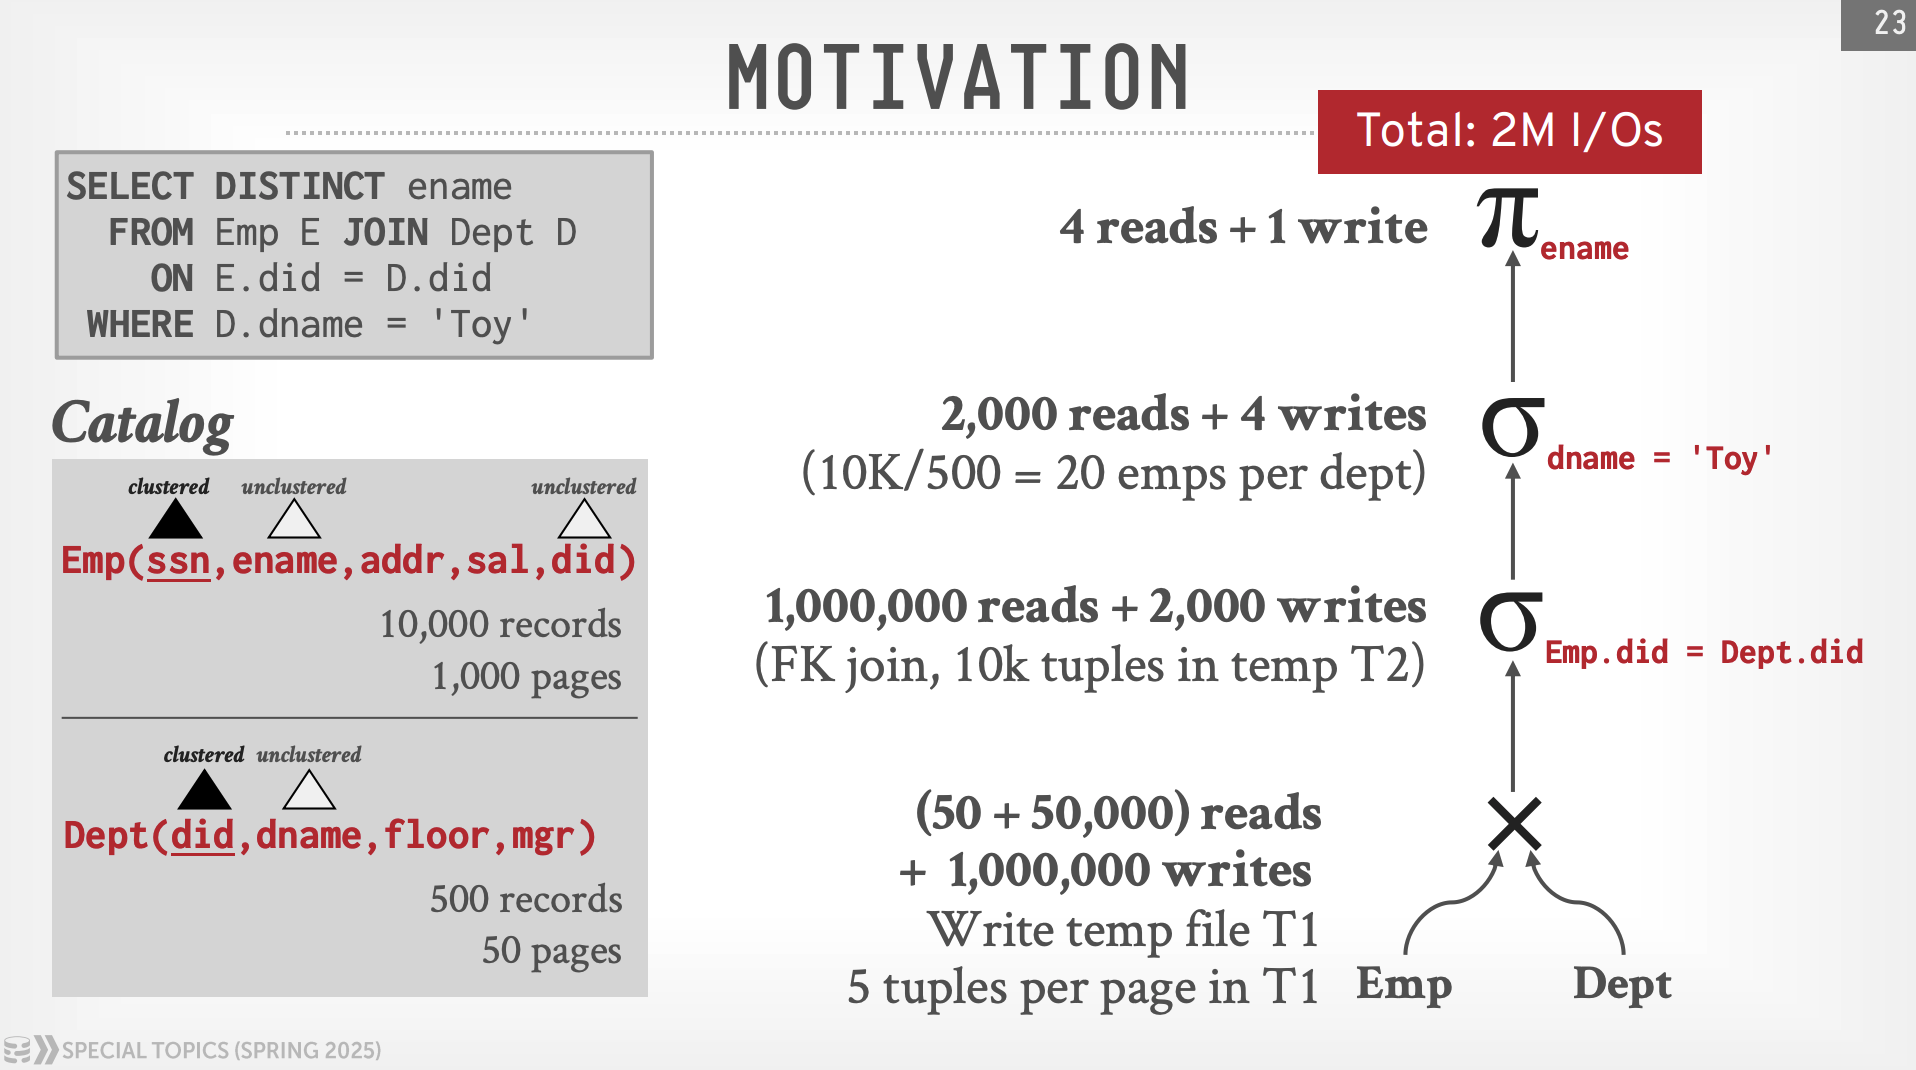 23
MOTIVATION
Total: 2M I/Os
SELECT DISTINCT ename
FROM Emp E JOIN Dept D
ON E.did = D.did
WHERE D.dname = 'Toy'
Catalog
clustered unclustered unclustered
Emp(ssn,ename,addr,sal,did)
10,000 records
1,000 pages
clustered unclustered
Dept(did,dname,floor,mgr)
500 records
50 pages
4 reads + 1 write
π ename
2,000 reads + 4 writes
(10K/500 = 20 emps per dept)
σ dname = 'Toy'
1,000,000 reads + 2,000 writes
(FK join, 10k tuples in temp T2)
σ Emp.did = Dept.did
(50 + 50,000) reads
+ 1,000,000 writes
Write temp file T1
5 tuples per page in T1
×
Emp Dept
SPECIAL TOPICS (SPRING 2025)